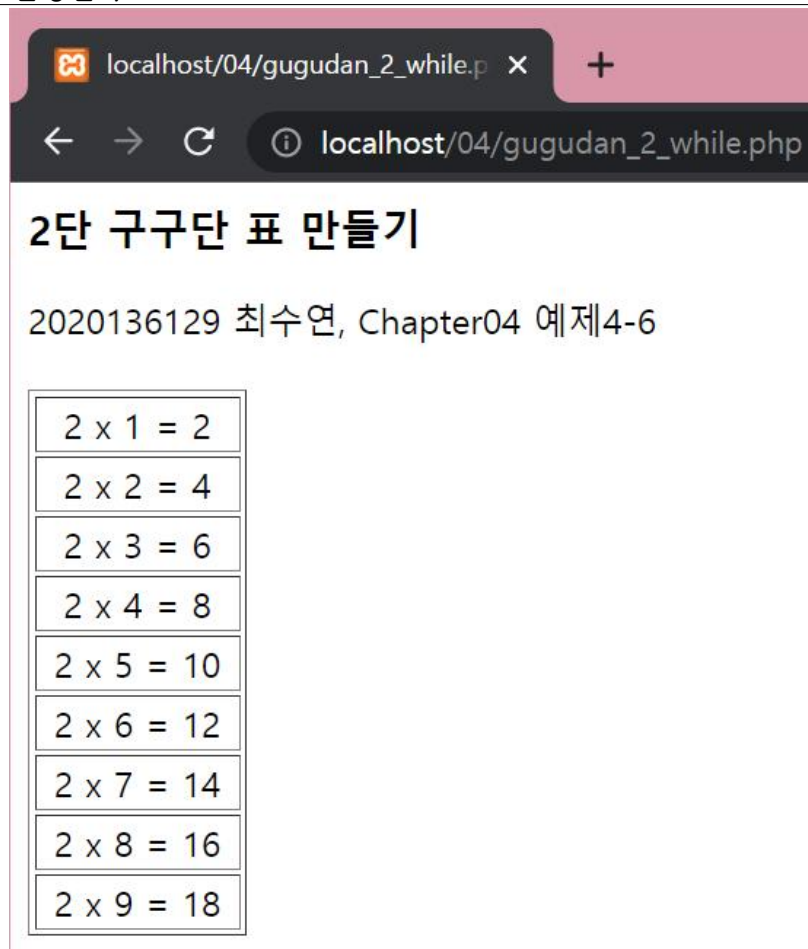 localhost/04/gugudan_2_while.p
localhost/04/gugudan_2_while.php
2단 구구단 표 만들기
2020136129 최수연, Chapter04 예제4-6
2 x 1 = 2
2 x 2 = 4
2 x 3 = 6
2 x 4 = 8
2 x 5 = 10
2 x 6 = 12
2 x 7 = 14
2 x 8 = 16
2 x 9 = 18